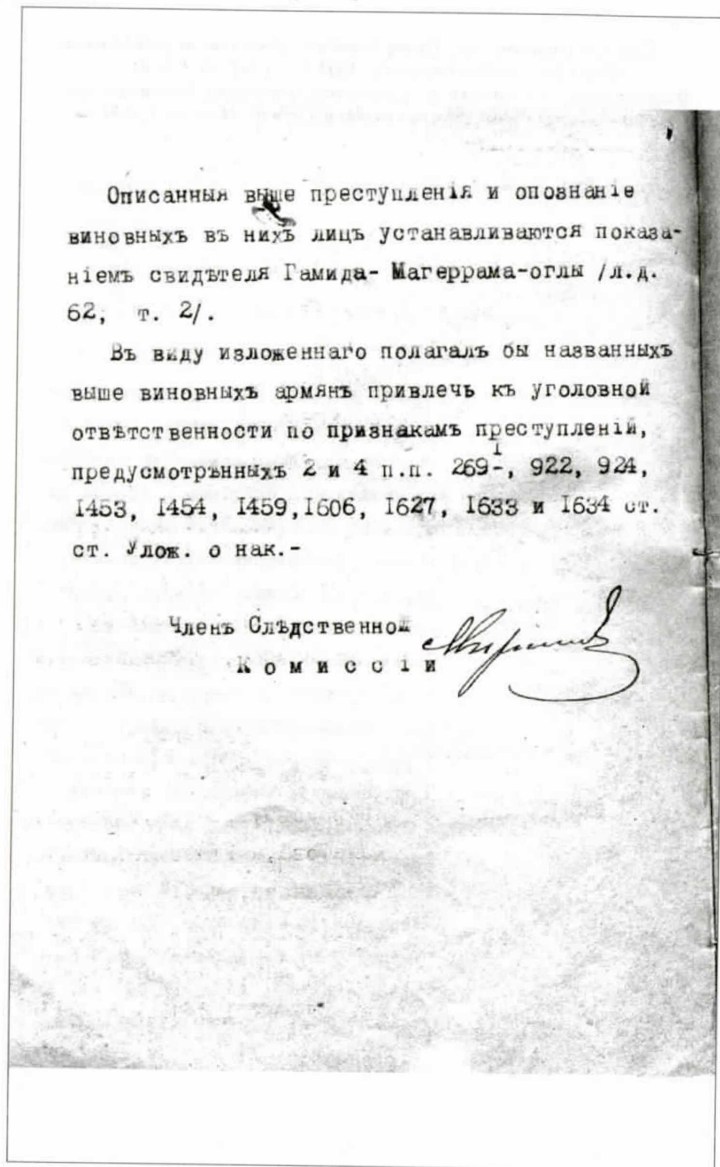 Описанныя выше преступленія и опознаніе
виновныхъ въ нихъ лицъ устанавливаются показа-
ніемъ свидѣтеля Гамида- Магеррама-оглы /л.д.
62, т. 2/.
Въ виду изложеннаго полагалъ бы названныхъ
выше виновныхъ армянъ привлечь къ уголовной
отвѣтственности по признакамъ преступленій,
предусмотрѣнныхъ 2 и 4 п.п. 269-1, 922, 924,
1453, 1454, 1459,1606, 1627, 1633 и 1634 ст.
ст. Улож. о нак.-
Членъ Слѣдственной
Комиссіи